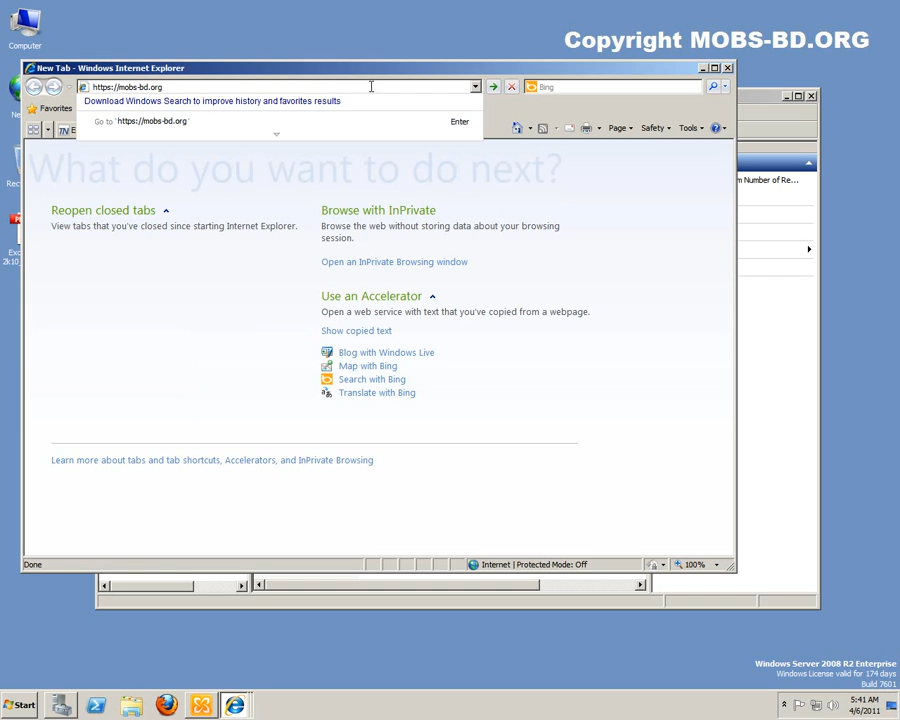 Computer
Copyright MOBS-BD.ORG
New Tab - Windows Internet Explorer
https://mobs-bd.org
Bing
Favorites
Download Windows Search to improve history and favorites results
Go to 'https://mobs-bd.org'
Enter
Page
Safety
Tools
What do you want to do next?
Reopen closed tabs
View tabs that you've closed since starting Internet Explorer.
Browse with InPrivate
Browse the web without storing data about your browsing
session.
Open an InPrivate Browsing window
Use an Accelerator
Open a web service with text that you've copied from a webpage.
Show copied text
Blog with Windows Live
Map with Bing
Search with Bing
Translate with Bing
Learn more about tabs and tab shortcuts, Accelerators, and InPrivate Browsing
Number of Re...
Done
Internet | Protected Mode: Off
100%
Windows Server 2008 R2 Enterprise
Windows License valid for 174 days
Build 7601
Start
5:41 AM
4/6/2011